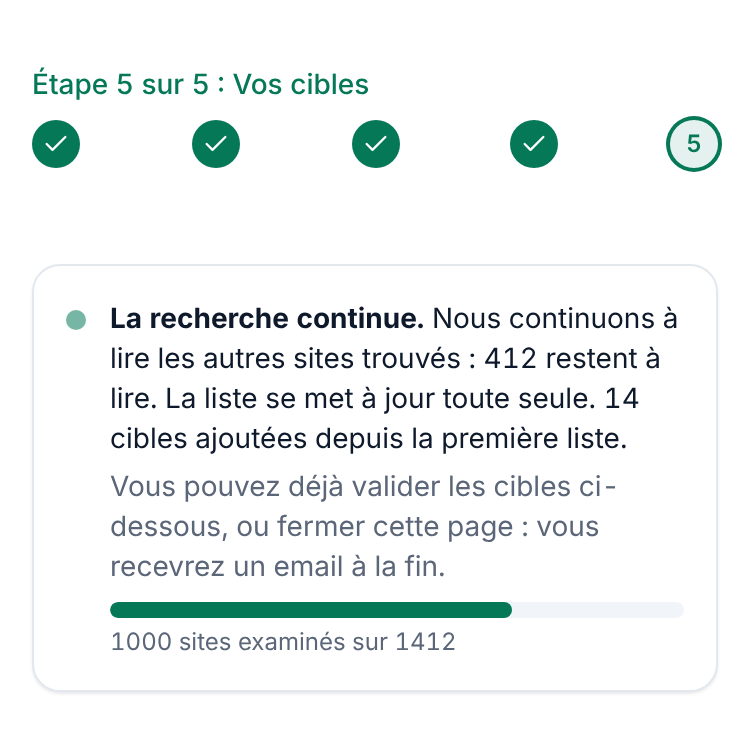 Étape 5 sur 5 : Vos cibles
5
La recherche continue. Nous continuons à
lire les autres sites trouvés : 412 restent à
lire. La liste se met à jour toute seule. 14
cibles ajoutées depuis la première liste.
Vous pouvez déjà valider les cibles ci-
dessous, ou fermer cette page : vous
recevrez un email à la fin.
1000 sites examinés sur 1412